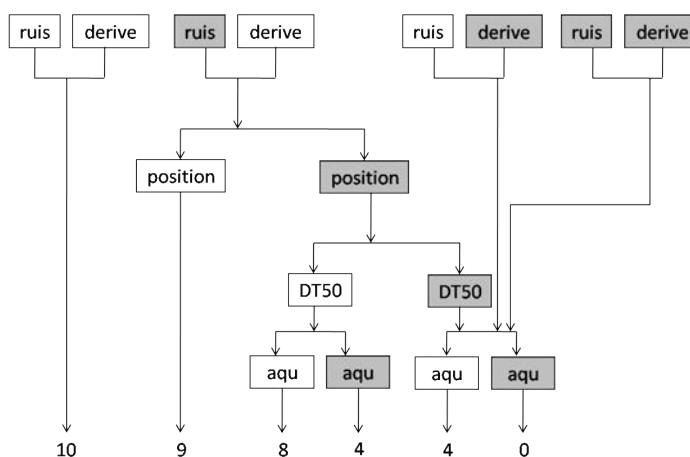 ruis derive ruis derive ruis derive ruis derive
position position
DT50 DT50
aqu aqu aqu aqu
10 9 8 4 4 0